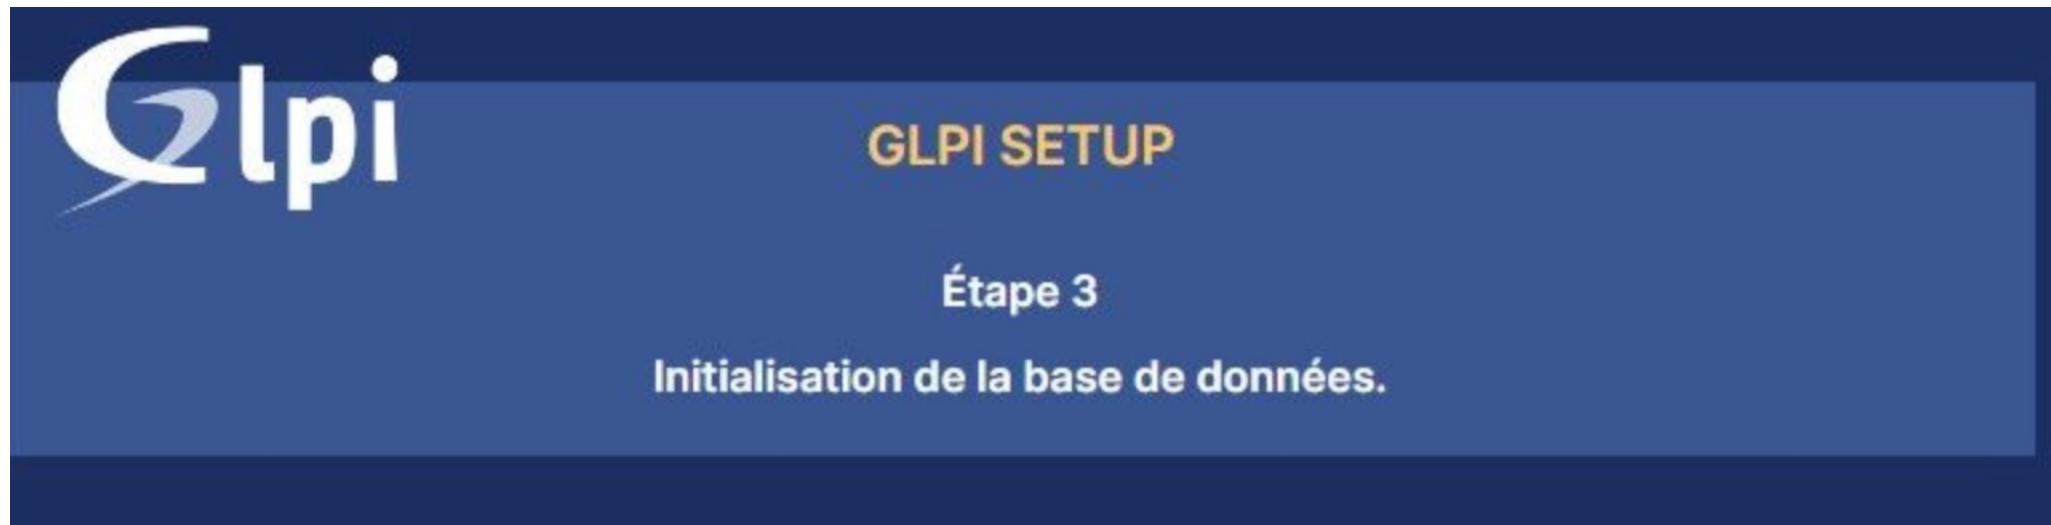 Glpi
GLPI SETUP
Étape 3
Initialisation de la base de données.